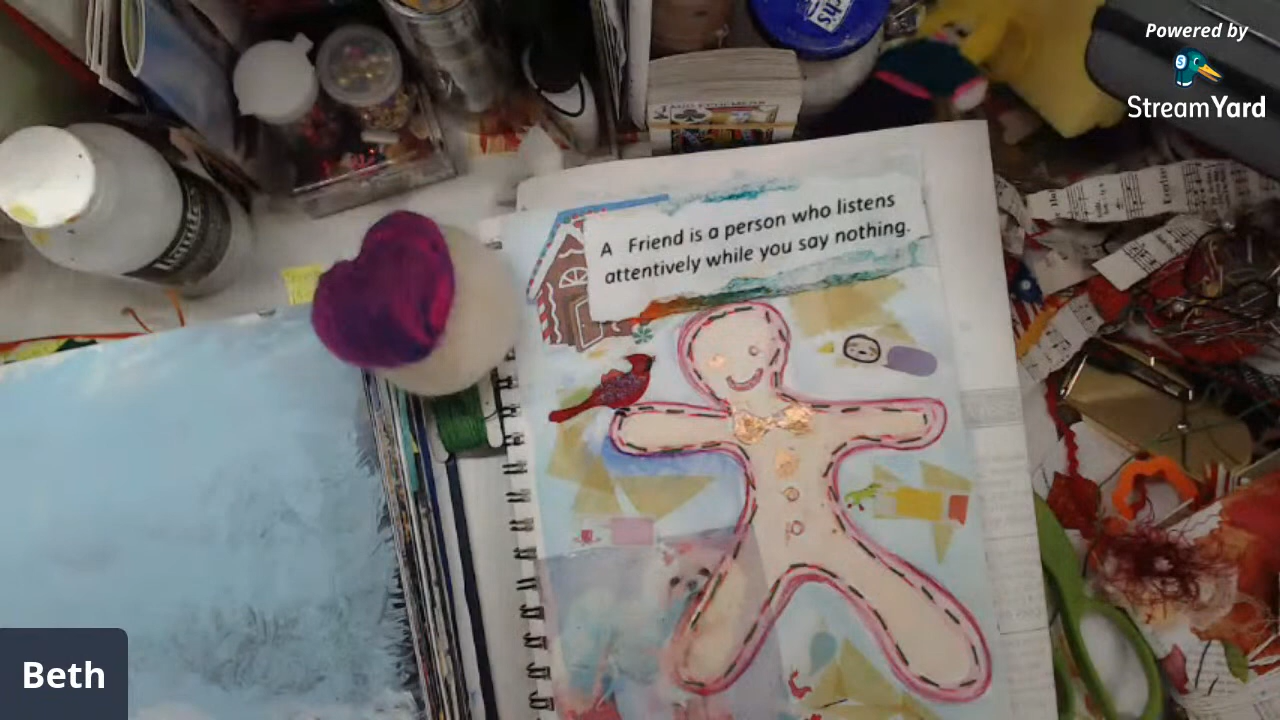 Powered by
StreamYard
A Friend is a person who listens
attentively while you say nothing.
Beth